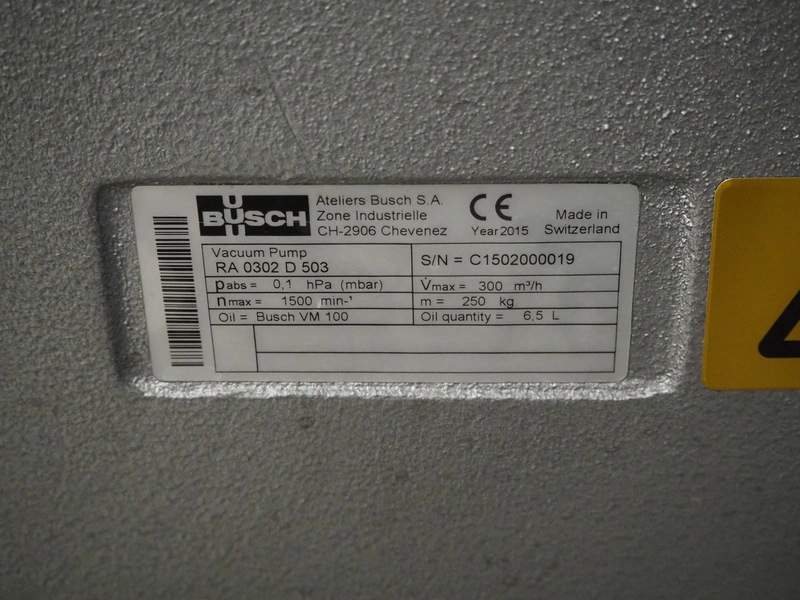 BUSCH
Ateliers Busch S.A.
Zone Industrielle
CH-2906 Chevenez
CE
Year 2015
Made in
Switzerland
Vacuum Pump
RA 0302 D 503
S/N = C1502000019
pabs = 0,1 hPa (mbar)
V̇max = 300 m³/h
nmax = 1500 min-¹
m = 250 kg
Oil = Busch VM 100
Oil quantity = 6,5 L